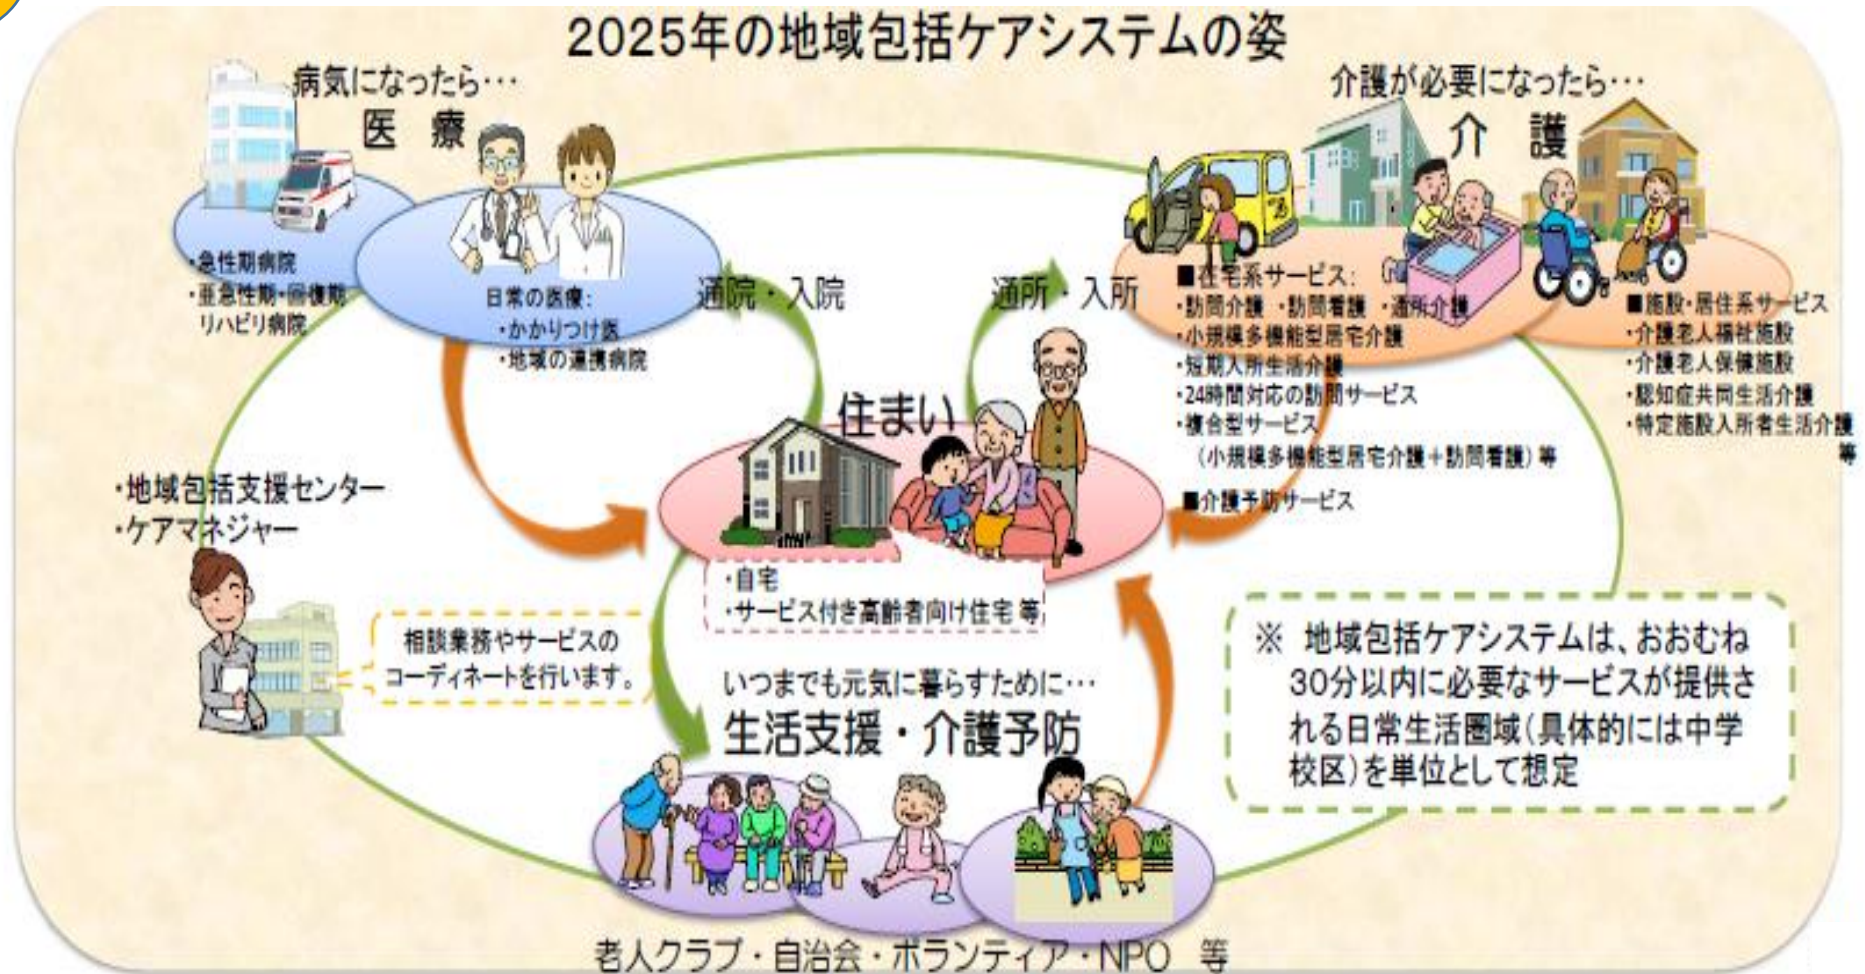 2025年の地域包括ケアシステムの姿
病気になったら・・・
医 療
・急性期病院
・亜急性期・回復期
リハビリ病院
日常の医療：
・かかりつけ医
・地域の連携病院
通院・入院
通所・入所
介護が必要になったら・・・
介 護
■在宅系サービス：
・訪問介護 ・訪問看護 ・通所介護
・小規模多機能型居宅介護
・短期入所生活介護
・24時間対応の訪問サービス
・複合型サービス
（小規模多機能型居宅介護＋訪問看護）等
■介護予防サービス
■施設・居住系サービス
・介護老人福祉施設
・介護老人保健施設
・認知症共同生活介護
・特定施設入所者生活介護
等
住まい
・自宅
・サービス付き高齢者向け住宅 等
・地域包括支援センター
・ケアマネジャー
相談業務やサービスの
コーディネートを行います。
いつまでも元気に暮らすために・・・
生活支援・介護予防
老人クラブ・自治会・ボランティア・NPO 等
※ 地域包括ケアシステムは、おおむね
30分以内に必要なサービスが提供さ
れる日常生活圏域（具体的には中学
校区）を単位として想定